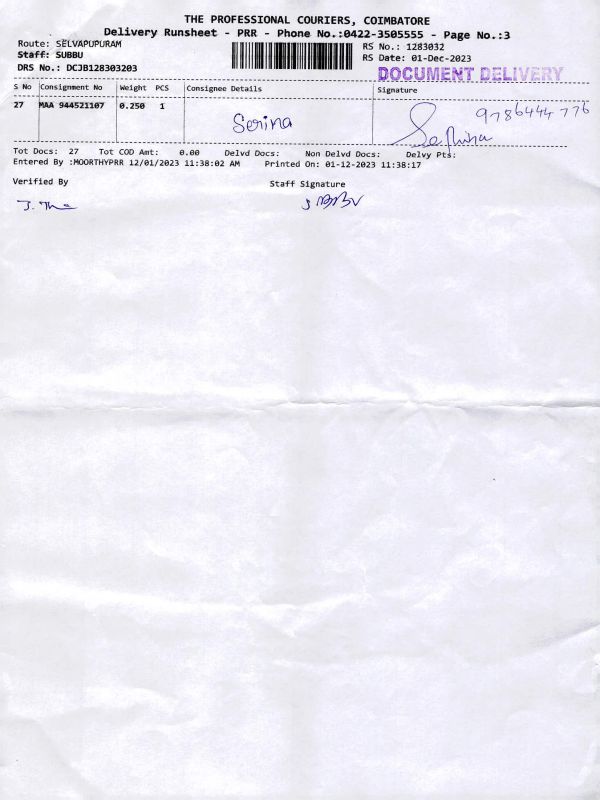 THE PROFESSIONAL COURIERS, COIMBATORE
Delivery Runsheet - PRR - Phone No.:0422-3505555 - Page No.:3
Route: SELVAPUPURAM
Staff: SUBBU
DRS No.: DCJB128303203
RS No.: 1283032
RS Date: 01-Dec-2023
DOCUMENT DELIVERY
S No Consignment No Weight PCS Consignee Details Signature
27 MAA 944521107 0.250 1 Serina 9786444776
Tot Docs: 27 Tot COD Amt: 0.00 Delvd Docs: Non Delvd Docs: Delvy Pts:
Entered By :MOORTHYPRR 12/01/2023 11:38:02 AM Printed On: 01-12-2023 11:38:17
Verified By Staff Signature